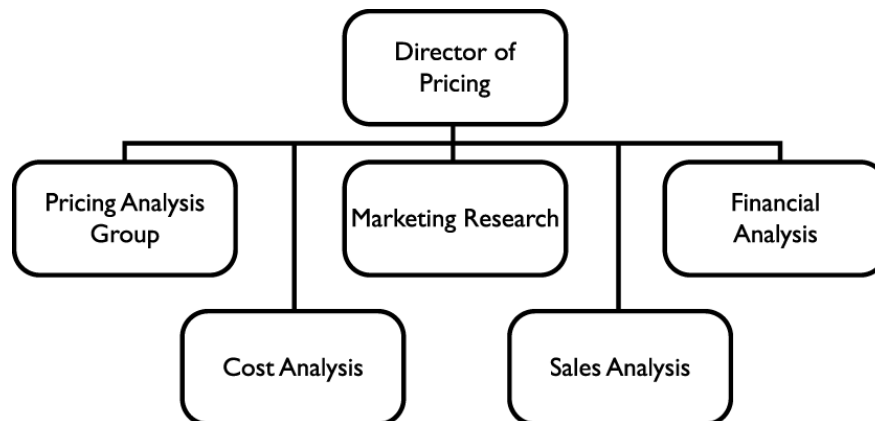 Director of
Pricing
Pricing Analysis
Group
Marketing Research
Financial
Analysis
Cost Analysis
Sales Analysis